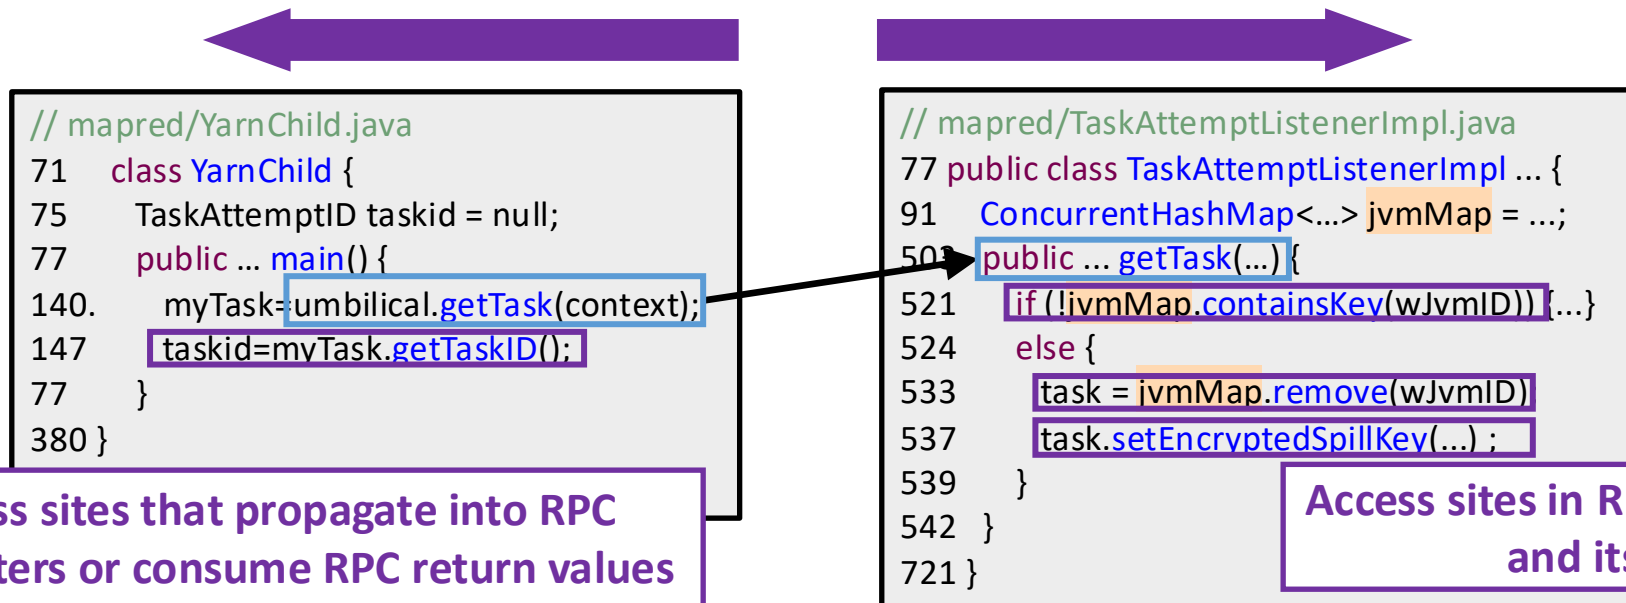 // mapred/YarnChild.java
71 class YarnChild {
75 TaskAttemptID taskid = null;
77 public ... main() {
140. myTask=umbilical.getTask(context);
147 taskid=myTask.getTaskID();
77 }
380 }
sites that propagate into RPC
or consume RPC return values
// mapred/TaskAttemptListenerImpl.java
77 public class TaskAttemptListenerImpl ... {
91 ConcurrentHashMap<...> jvmMap = ...;
503 public ... getTask(...) {
521 if (!jvmMap.containsKey(wJvmID)) {...}
524 else {
533 task = jvmMap.remove(wJvmID)
537 task.setEncryptedSpillKey(...) ;
539 }
542 }
721 }
Access sites in
and